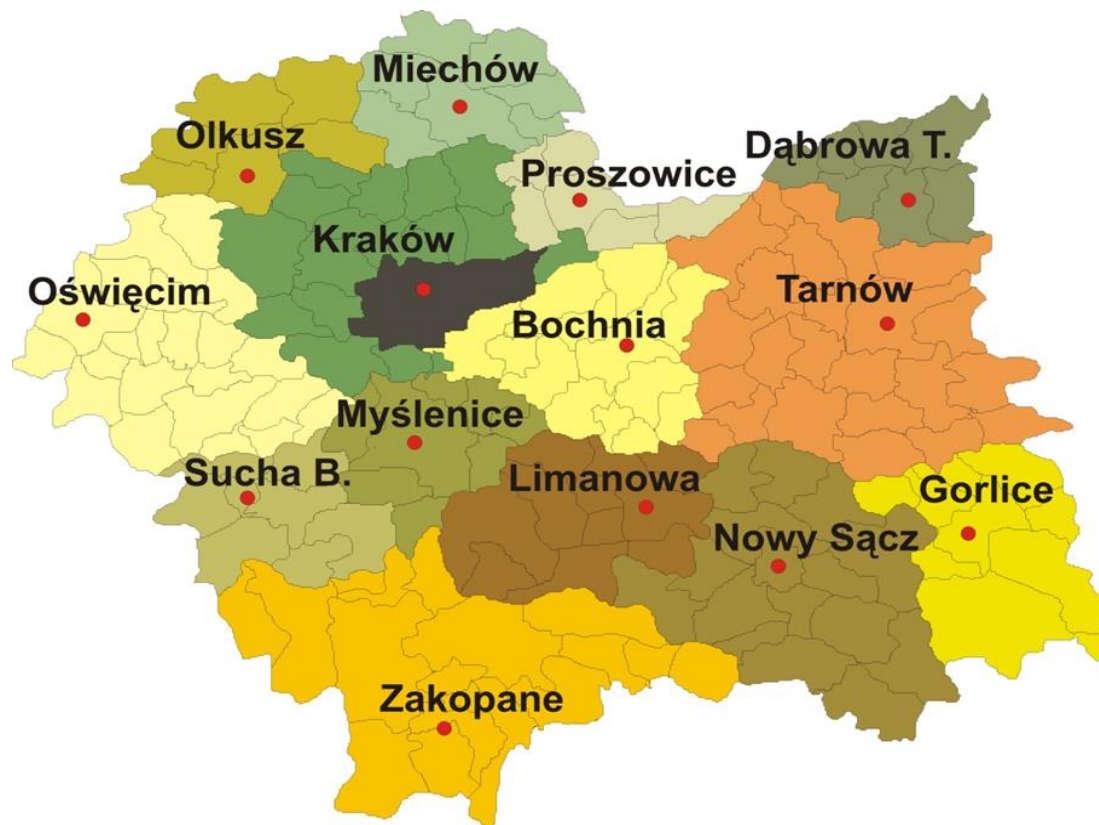 Miechów
Olkusz
Dąbrowa T.
Proszowice
Kraków
Oświęcim
Tarnów
Bochnia
Myślenice
Sucha B.
Limanowa
Gorlice
Nowy Sącz
Zakopane